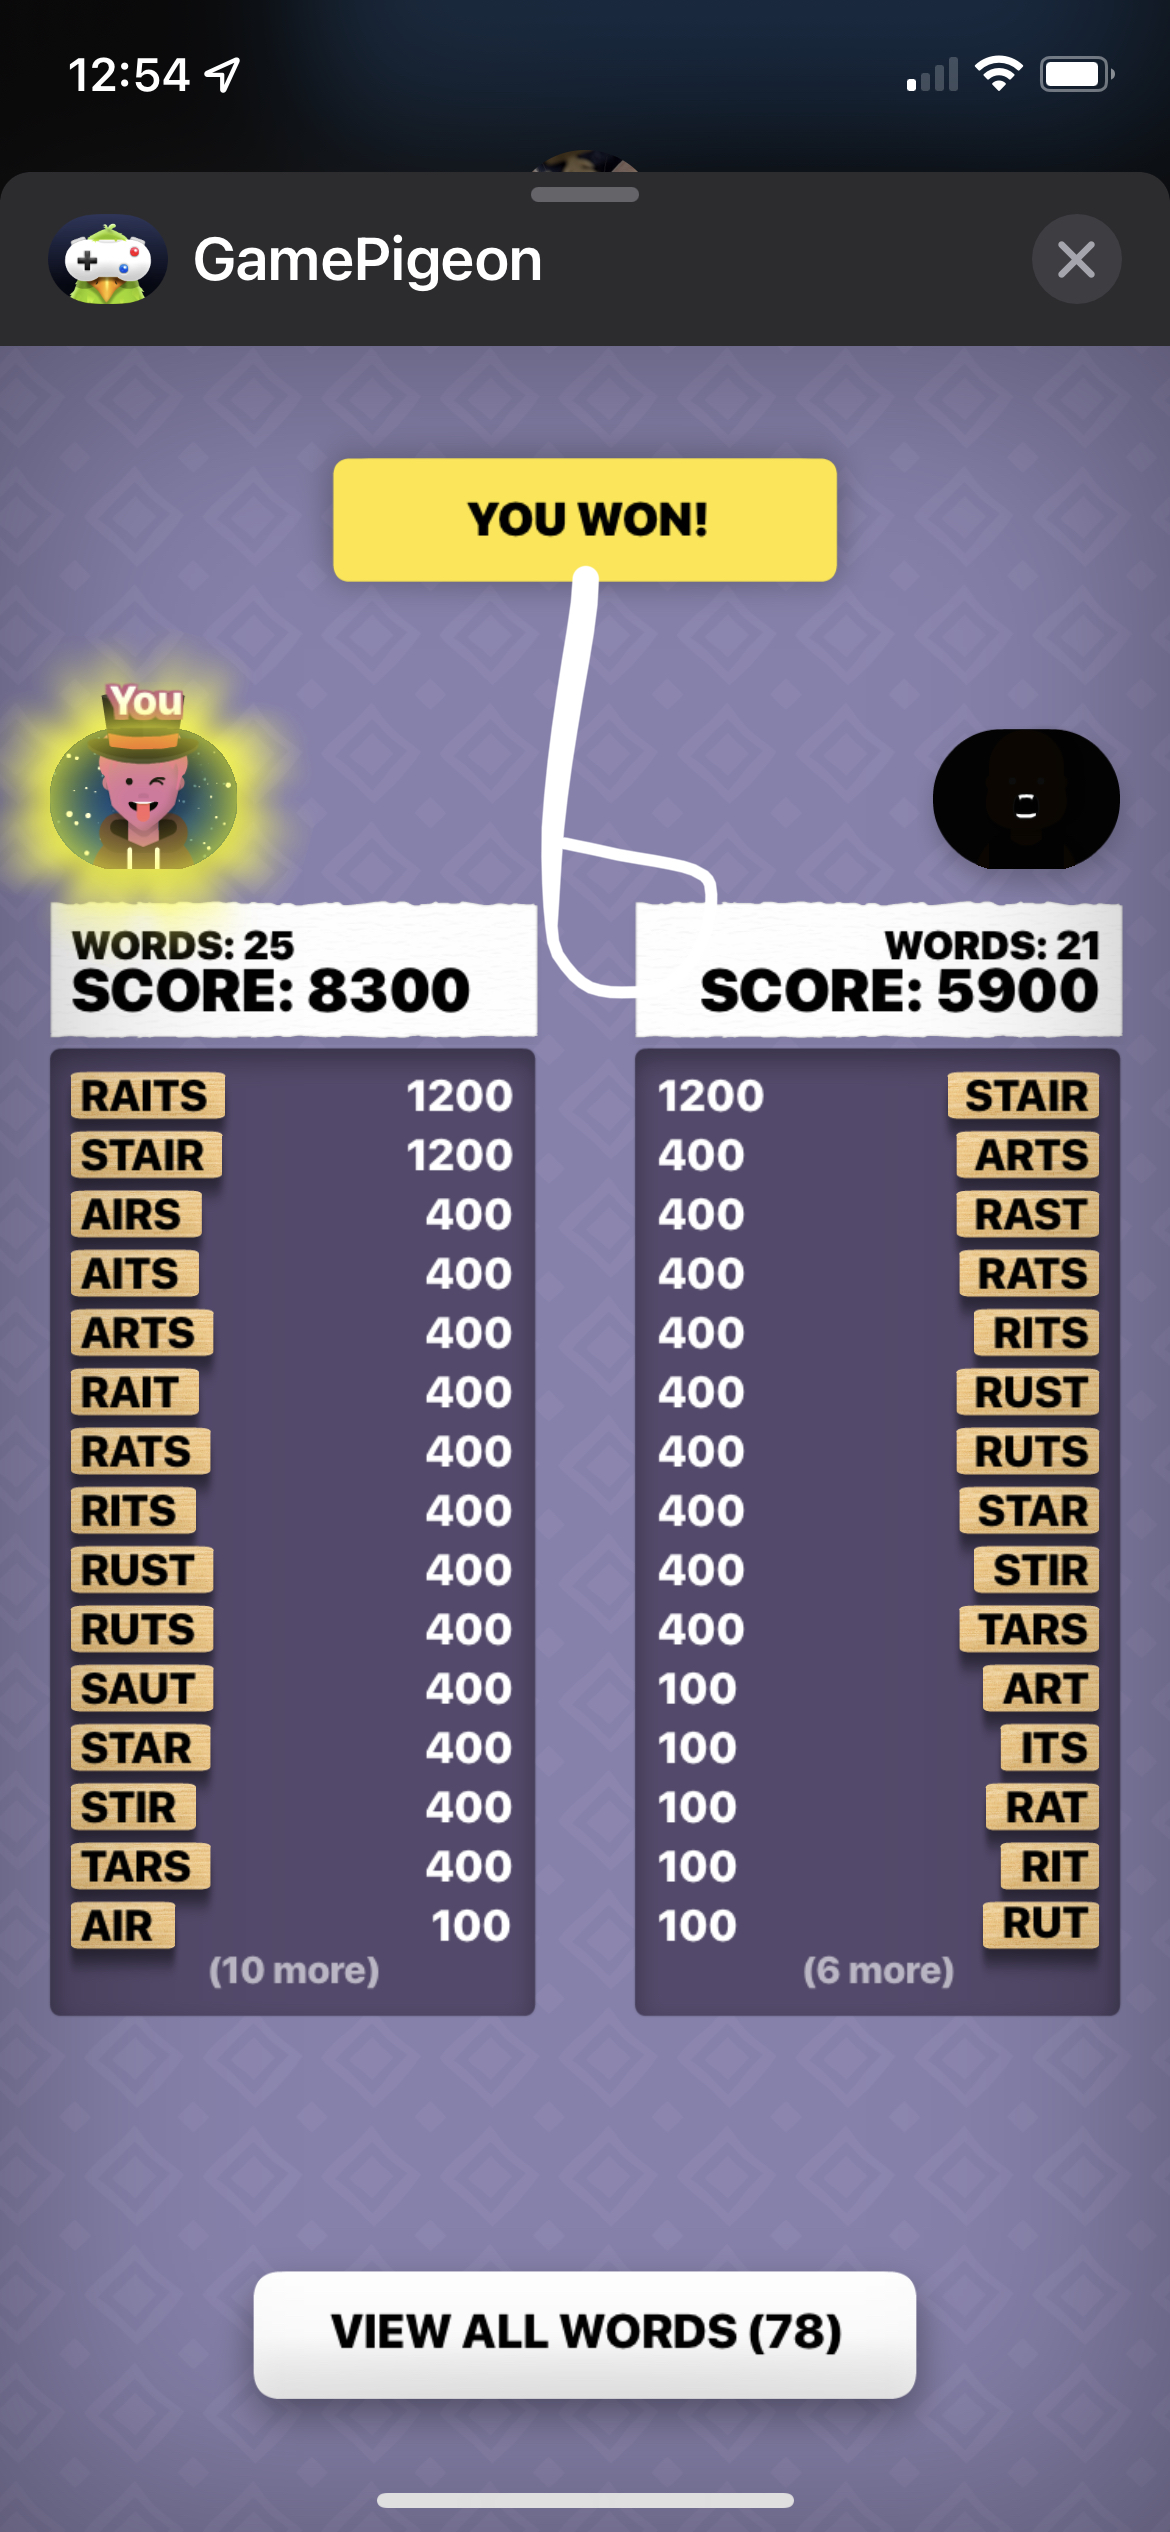 12:54
GamePigeon
YOU WON!
You
WORDS: 25
SCORE: 8300
WORDS: 21
SCORE: 5900
RAITS 1200
STAIR 1200
AIRS 400
AITS 400
ARTS 400
RAIT 400
RATS 400
RITS 400
RUST 400
RUTS 400
SAUT 400
STAR 400
STIR 400
TARS 400
AIR 100
(10 more)
1200 STAIR
400 ARTS
400 RAST
400 RATS
400 RITS
400 RUST
400 RUTS
400 STAR
400 STIR
400 TARS
100 ART
100 ITS
100 RAT
100 RIT
100 RUT
(6 more)
VIEW ALL WORDS (78)